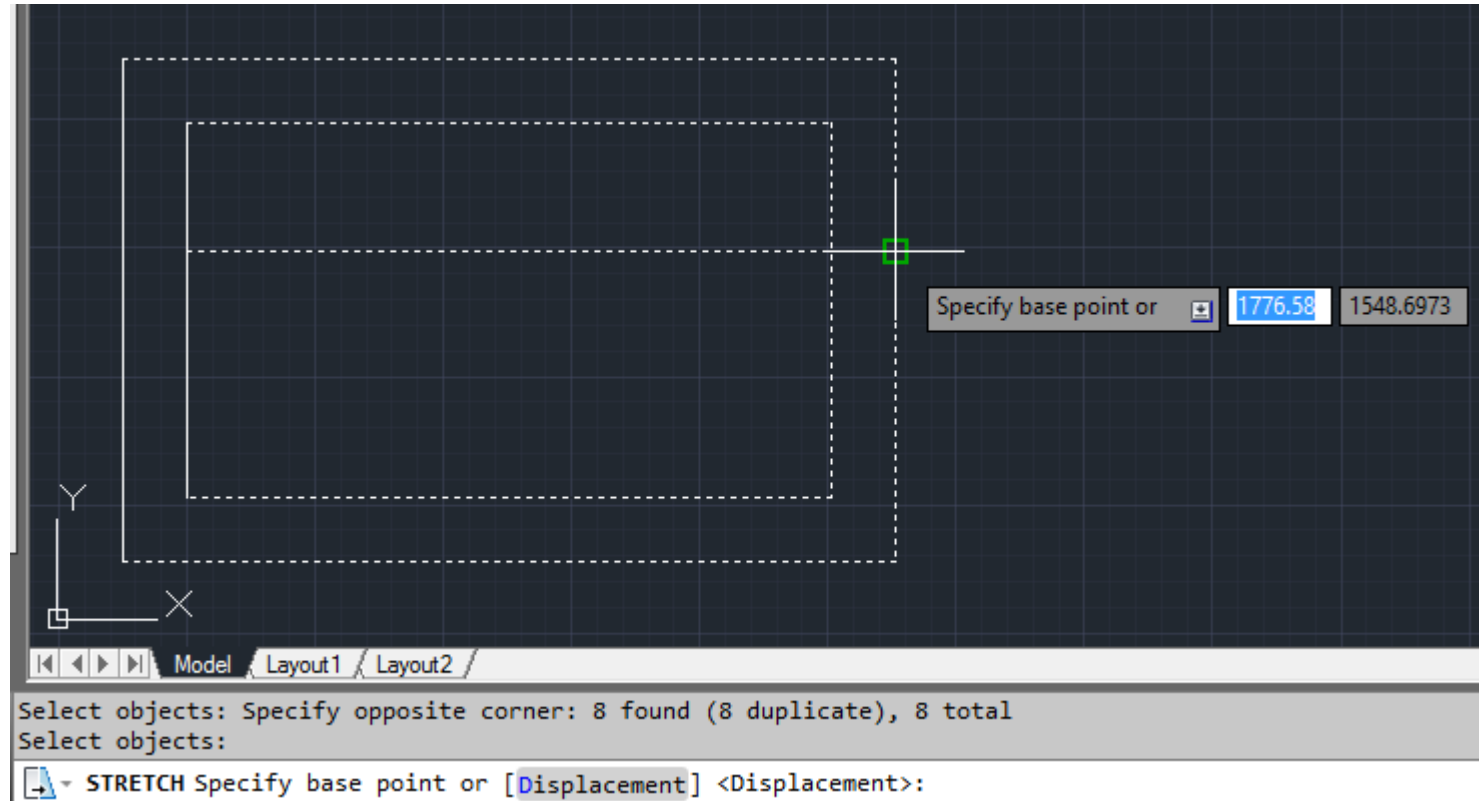 Specify base point or 1776.58 1548.6973
Y
X
Model Layout1 Layout2
Select objects: Specify opposite corner: 8 found (8 duplicate), 8 total
Select objects:
STRETCH Specify base point or [Displacement] <Displacement>: